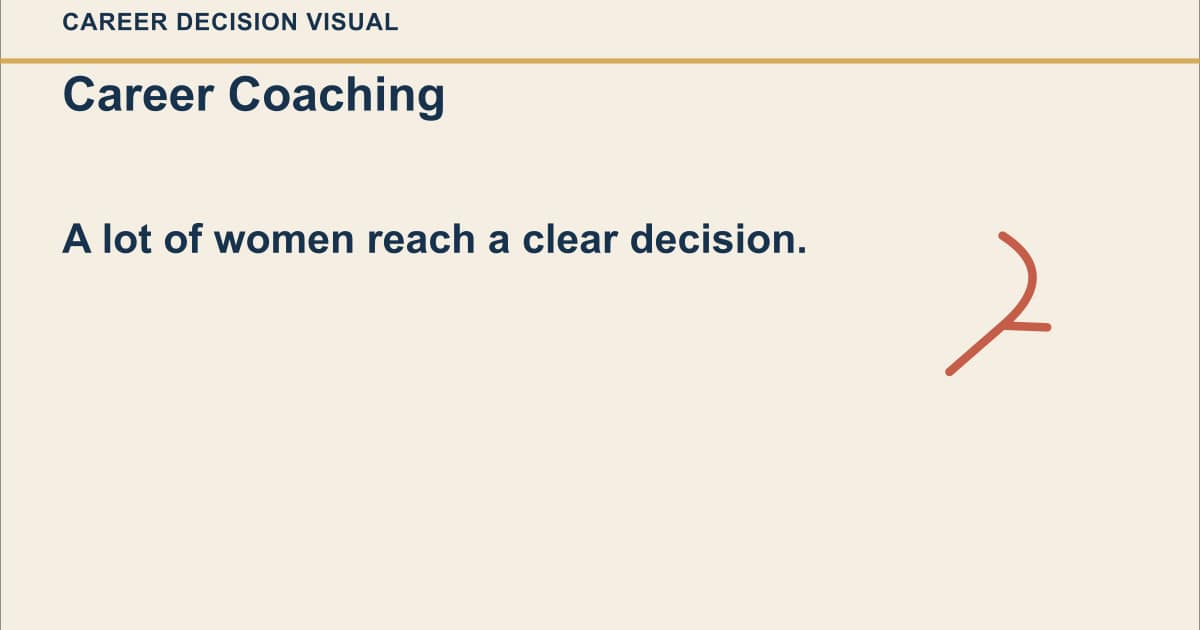 CAREER DECISION VISUAL
Career Coaching
A lot of women reach a clear decision.